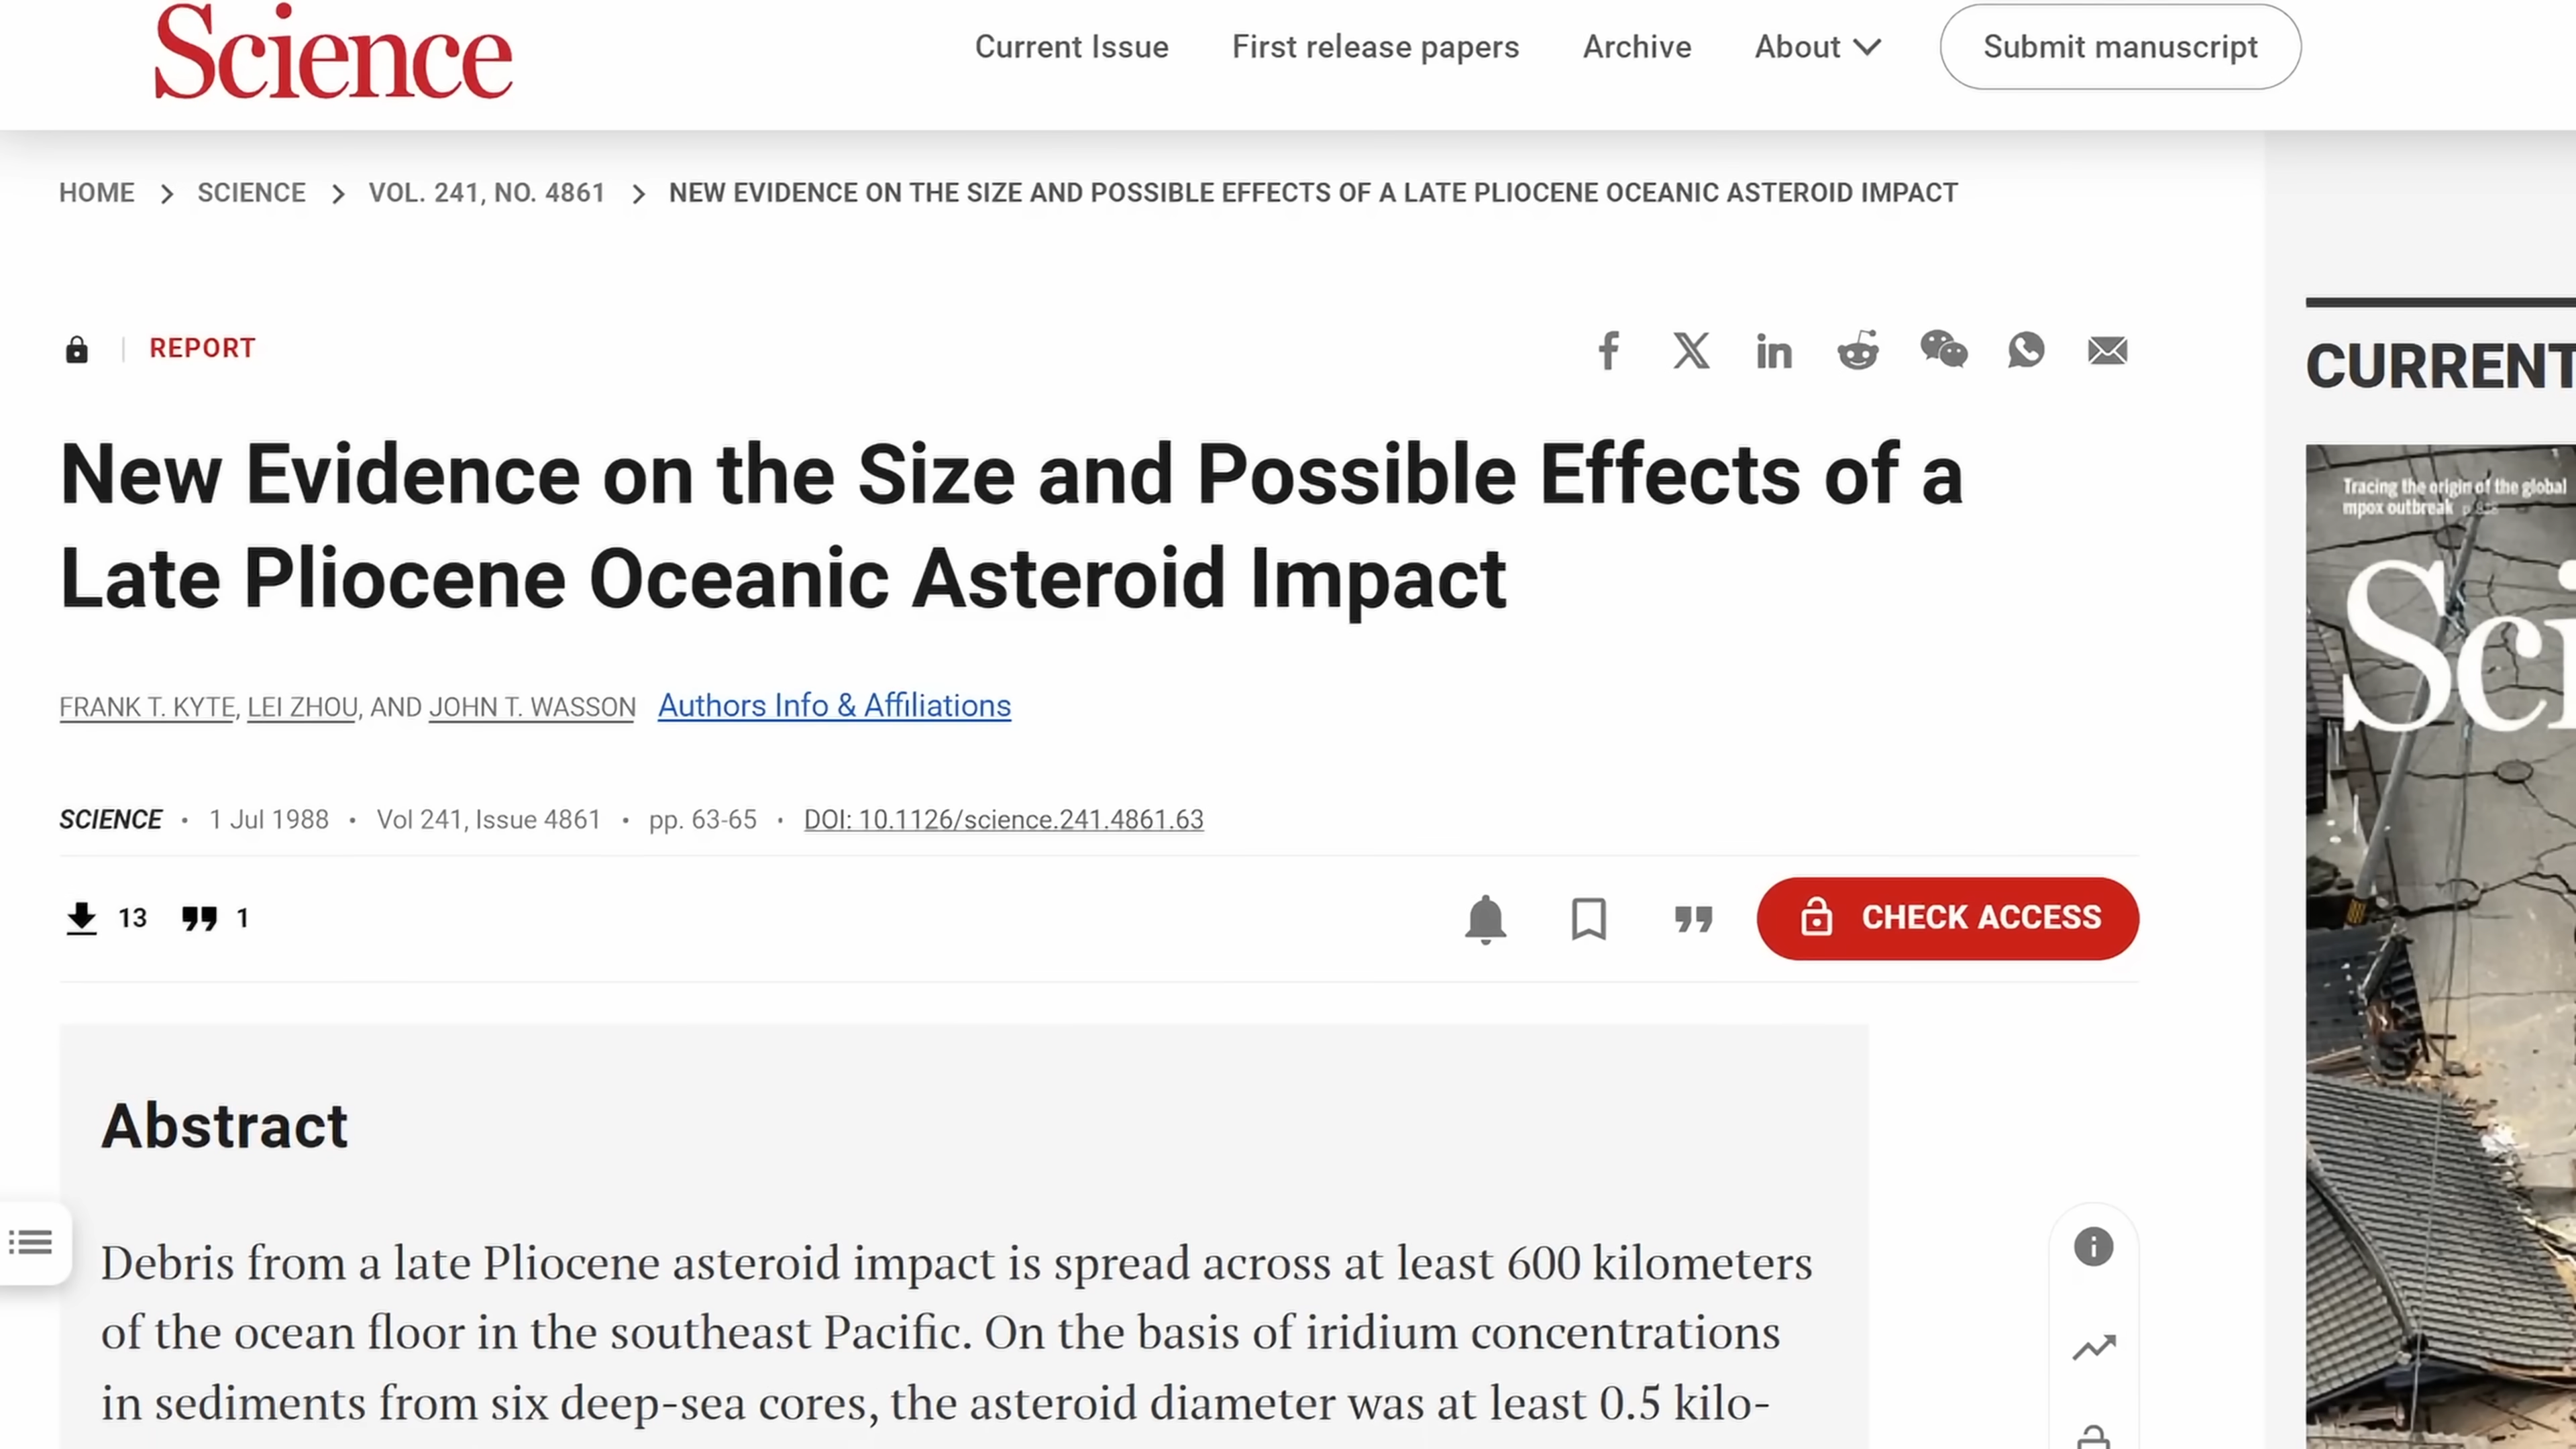 Science
Current Issue
First release papers
Archive
About
Submit manuscript
HOME > SCIENCE > VOL. 241, NO. 4861 > NEW EVIDENCE ON THE SIZE AND POSSIBLE EFFECTS OF A LATE PLIOCENE OCEANIC ASTEROID IMPACT
REPORT
New Evidence on the Size and Possible Effects of a
Late Pliocene Oceanic Asteroid Impact
FRANK T. KYTE, LEI ZHOU, AND JOHN T. WASSON Authors Info & Affiliations
SCIENCE • 1 Jul 1988 • Vol 241, Issue 4861 • pp. 63-65 • DOI: 10.1126/science.241.4861.63
13 1
CHECK ACCESS
Abstract
Debris from a late Pliocene asteroid impact is spread across at least 600 kilometers
of the ocean floor in the southeast Pacific. On the basis of iridium concentrations
in sediments from six deep-sea cores, the asteroid diameter was at least 0.5 kilo-
CURRENT
Tracing the origin of the global
mpox outbreak
Sci